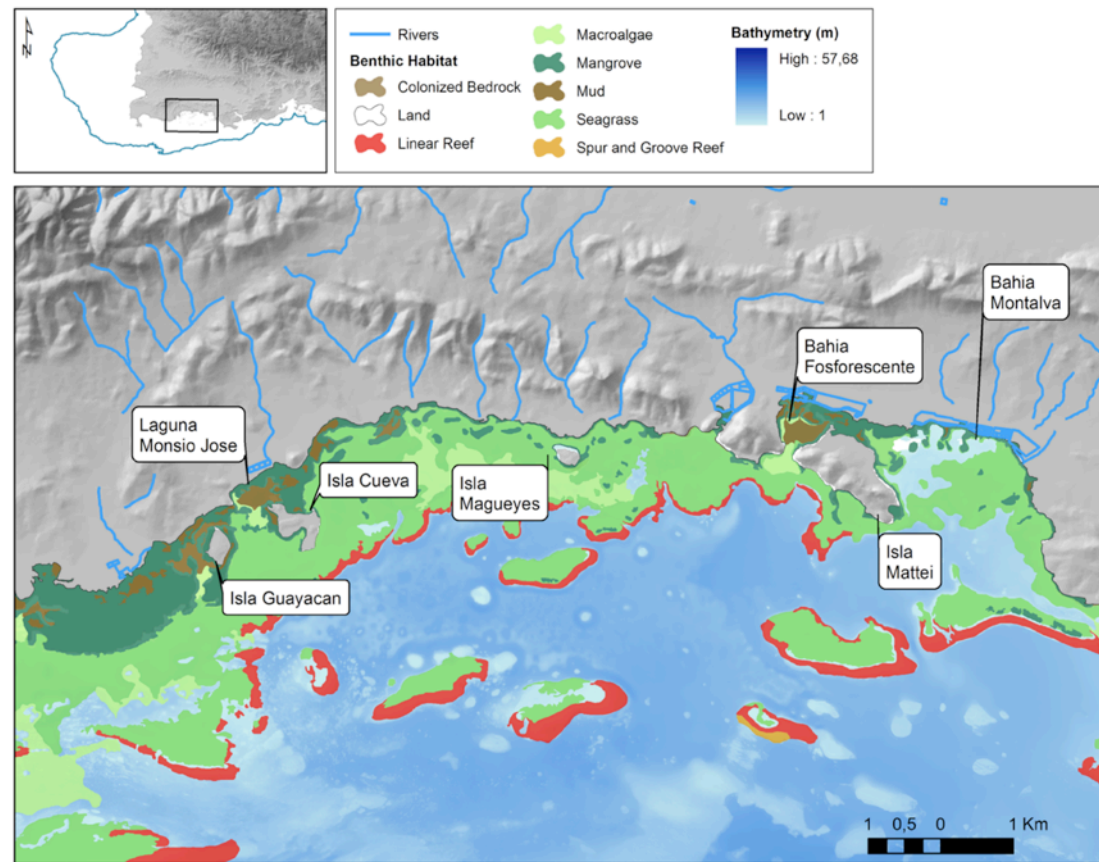 N
Rivers
Benthic Habitat
Colonized Bedrock
Land
Linear Reef
Macroalgae
Mangrove
Mud
Seagrass
Spur and Groove Reef
Bathymetry (m)
High : 57,68
Low : 1
Bahia
Montalva
Bahia
Fosforescente
Laguna
Monsio Jose
Isla Cueva
Isla
Magueyes
Isla
Mattei
Isla Guayacan
1 0,5 0 1 Km